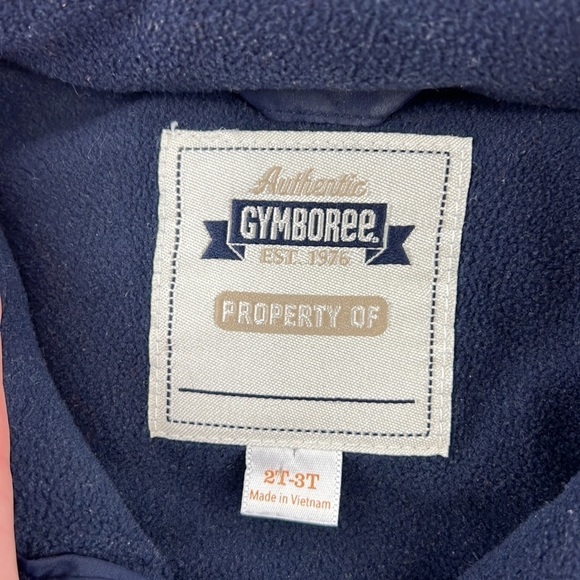 Authentic
GYMBOREE
EST. 1976
PROPERTY OF
2T-3T
Made in Vietnam